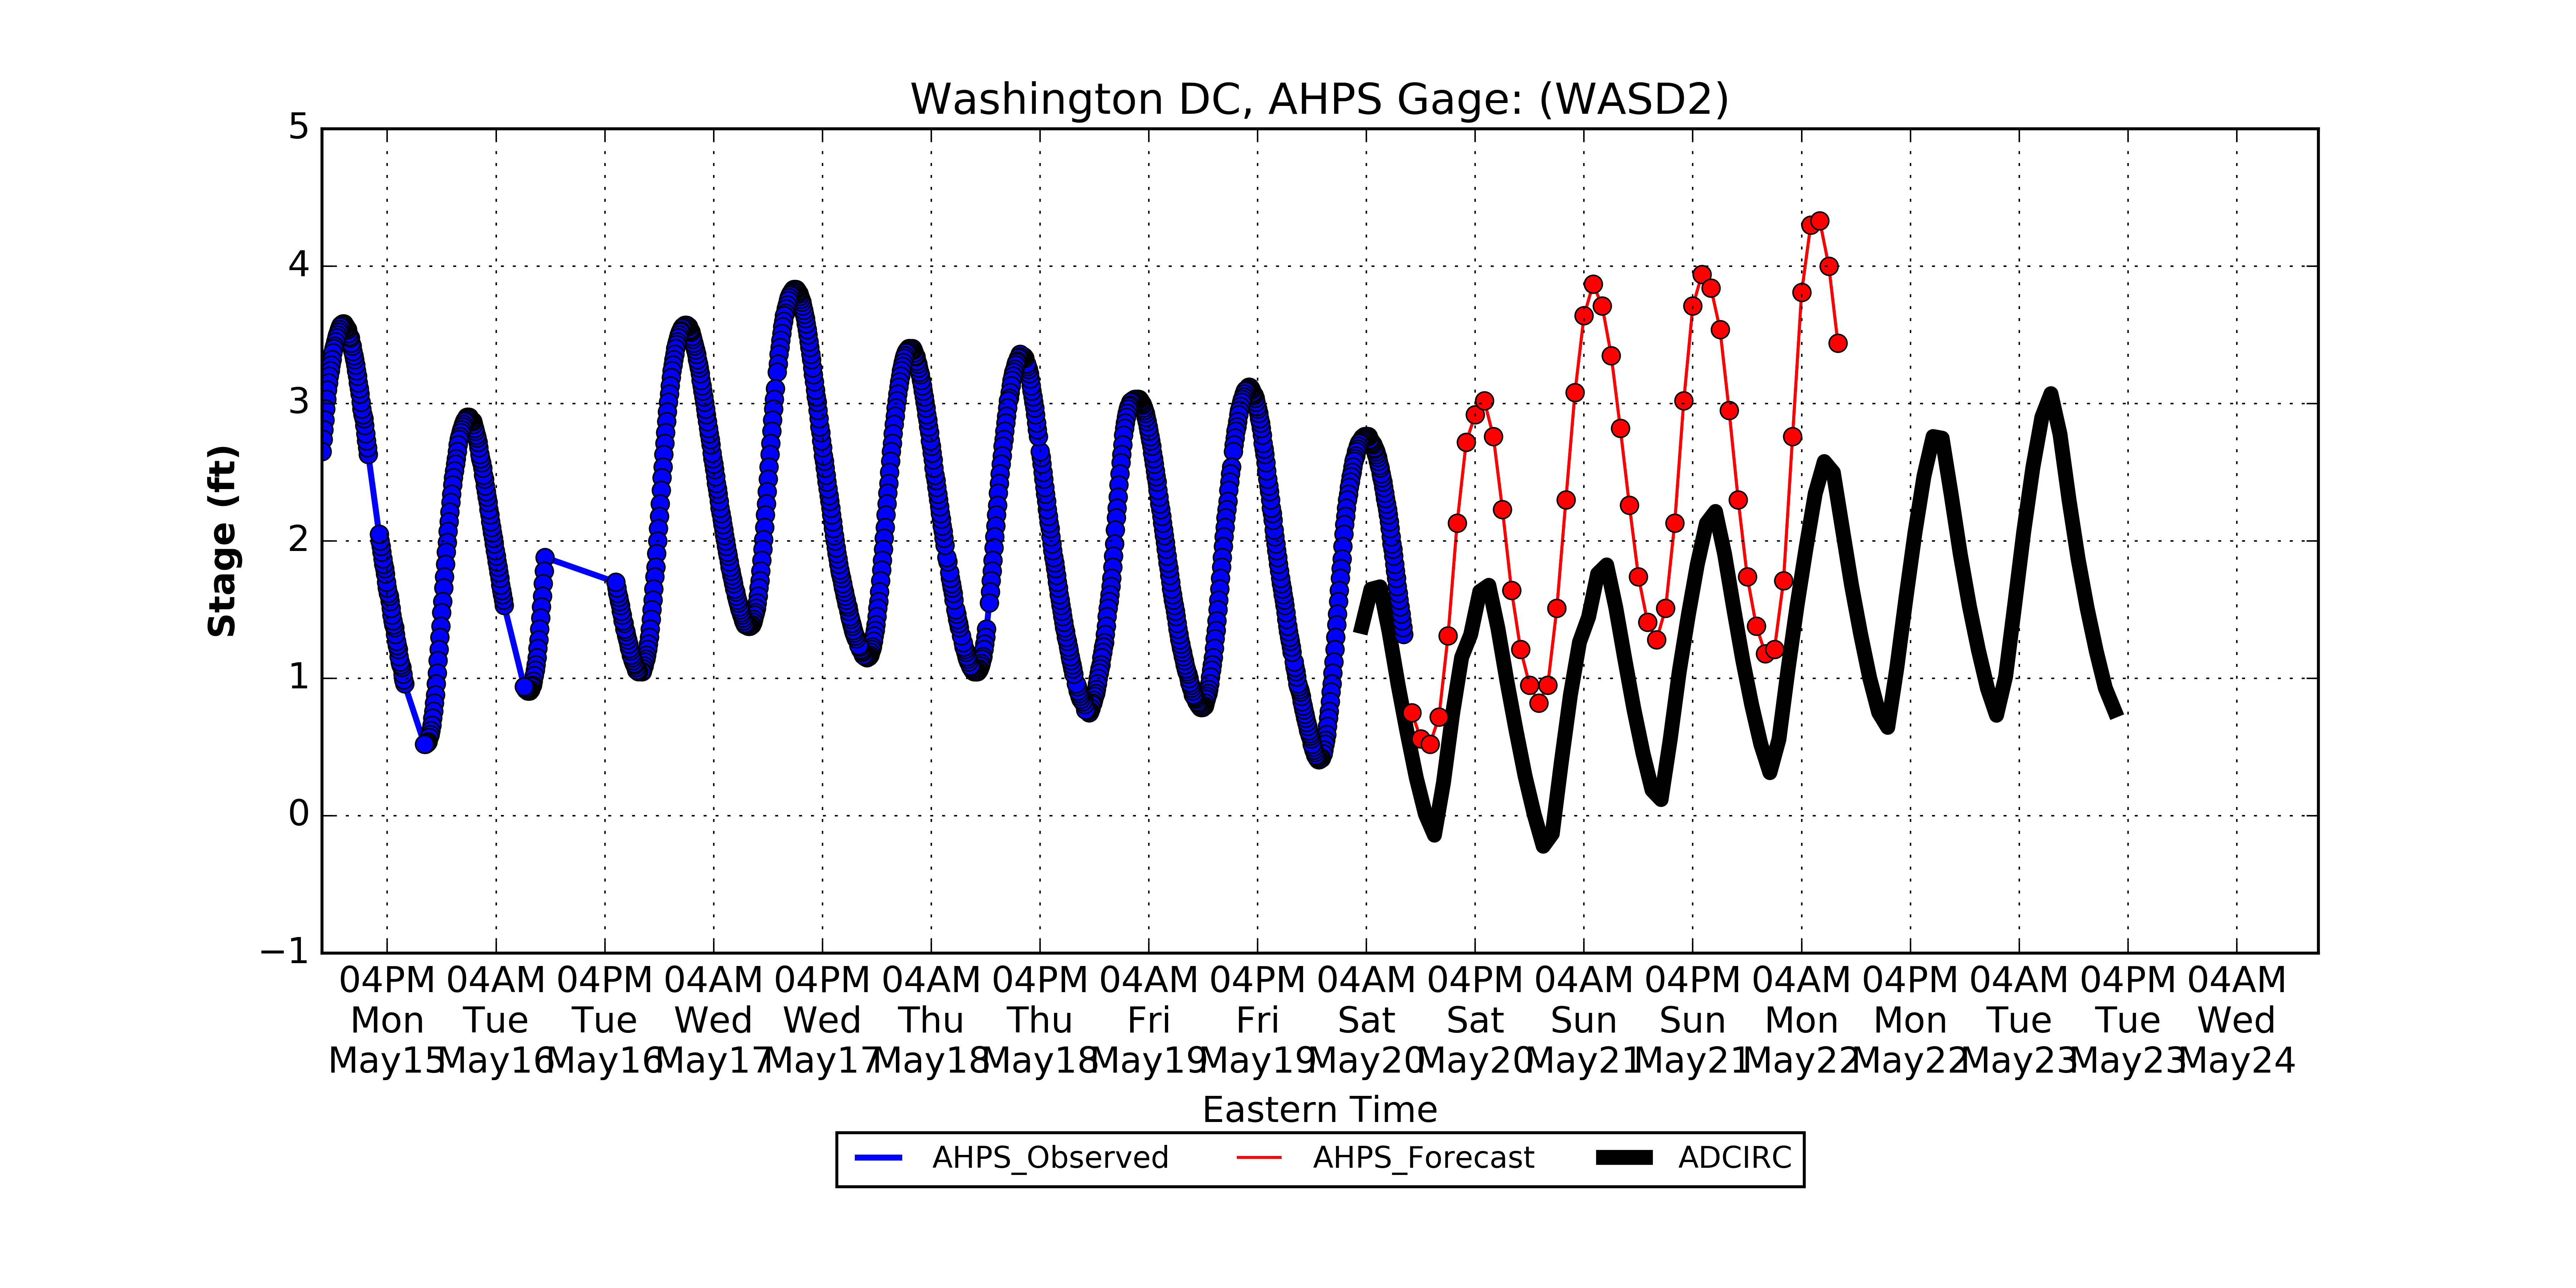 Washington DC, AHPS Gage: (WASD2)
5
4
3
2
1
0
−1
Stage (ft)
04PM 04AM 04PM 04AM 04PM 04AM 04PM 04AM 04PM 04AM 04PM 04AM 04PM 04AM 04PM 04AM 04PM 04AM
Mon Tue Tue Wed Wed Thu Thu Fri Fri Sat Sat Sun Sun Mon Mon Tue Tue Wed
May15 May16 May16 May17 May17 May18 May18 May19 May19 May20 May20 May21 May21 May22 May22 May23 May23 May24
Eastern Time
AHPS_Observed AHPS_Forecast ADCIRC